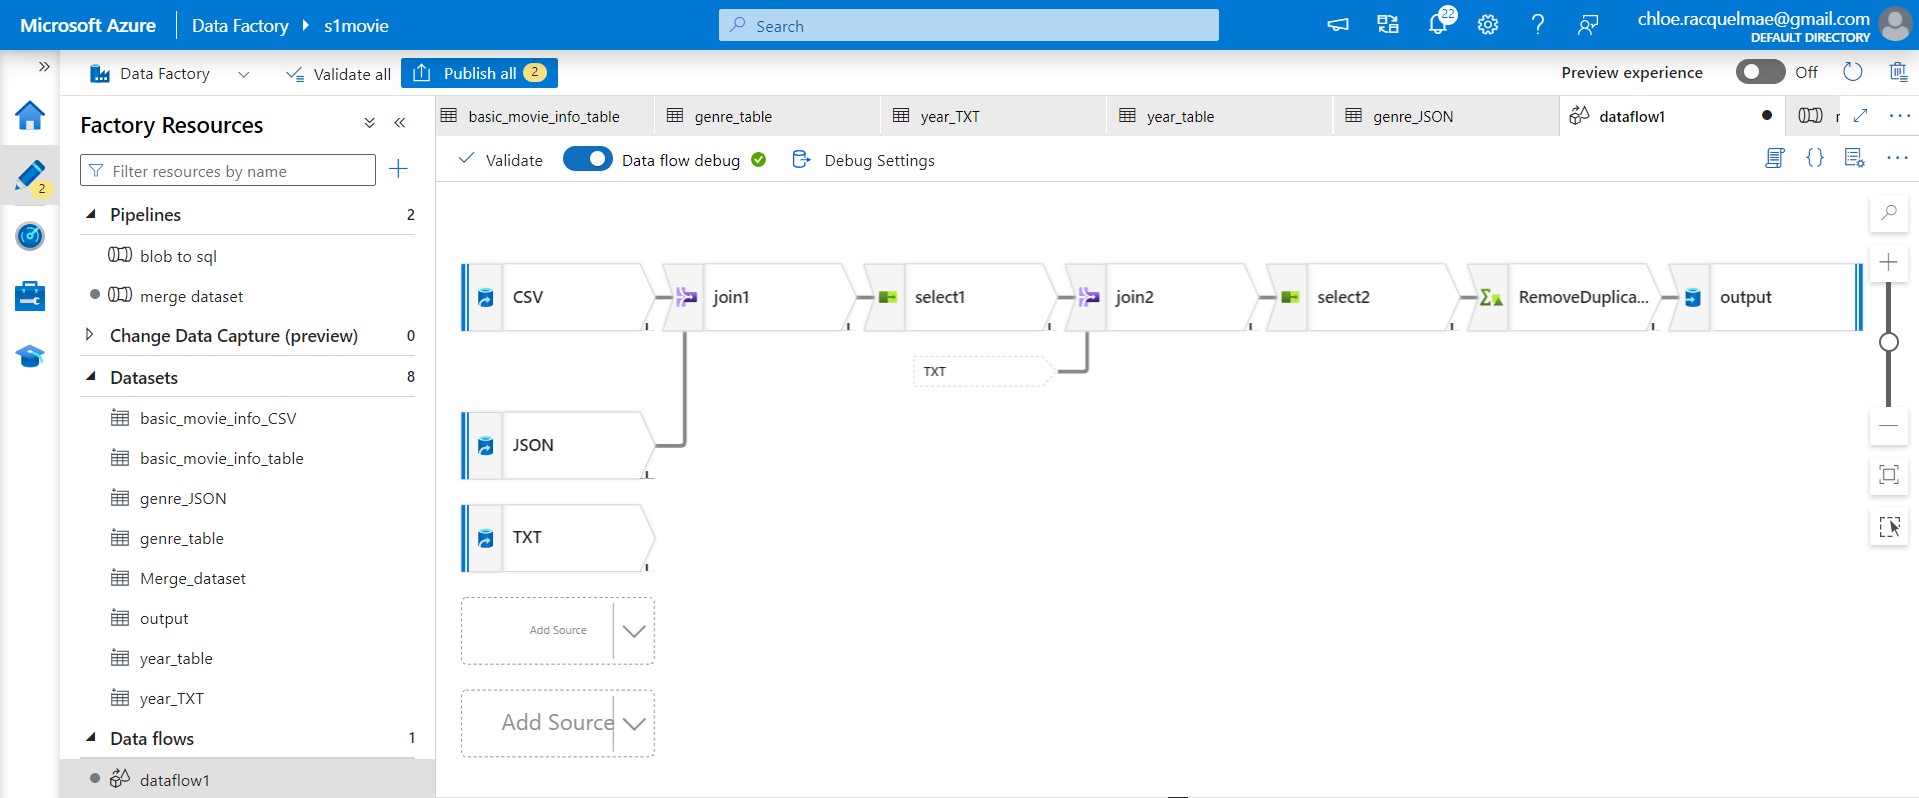 Microsoft Azure
Data Factory
s1movie
Search
22
chloe.racquelmae@gmail.com
DEFAULT DIRECTORY
Data Factory
Validate all
Publish all 2
Preview experience
Off
Factory Resources
Filter resources by name
2
Pipelines 2
blob to sql
merge dataset
Change Data Capture (preview) 0
Datasets 8
basic_movie_info_CSV
basic_movie_info_table
genre_JSON
genre_table
Merge_dataset
output
year_table
year_TXT
Data flows 1
dataflow1
basic_movie_info_table
genre_table
year_TXT
year_table
genre_JSON
dataflow1
Validate
Data flow debug
Debug Settings
CSV
join1
select1
join2
select2
RemoveDuplica...
output
TXT
JSON
TXT
Add Source
Add Source